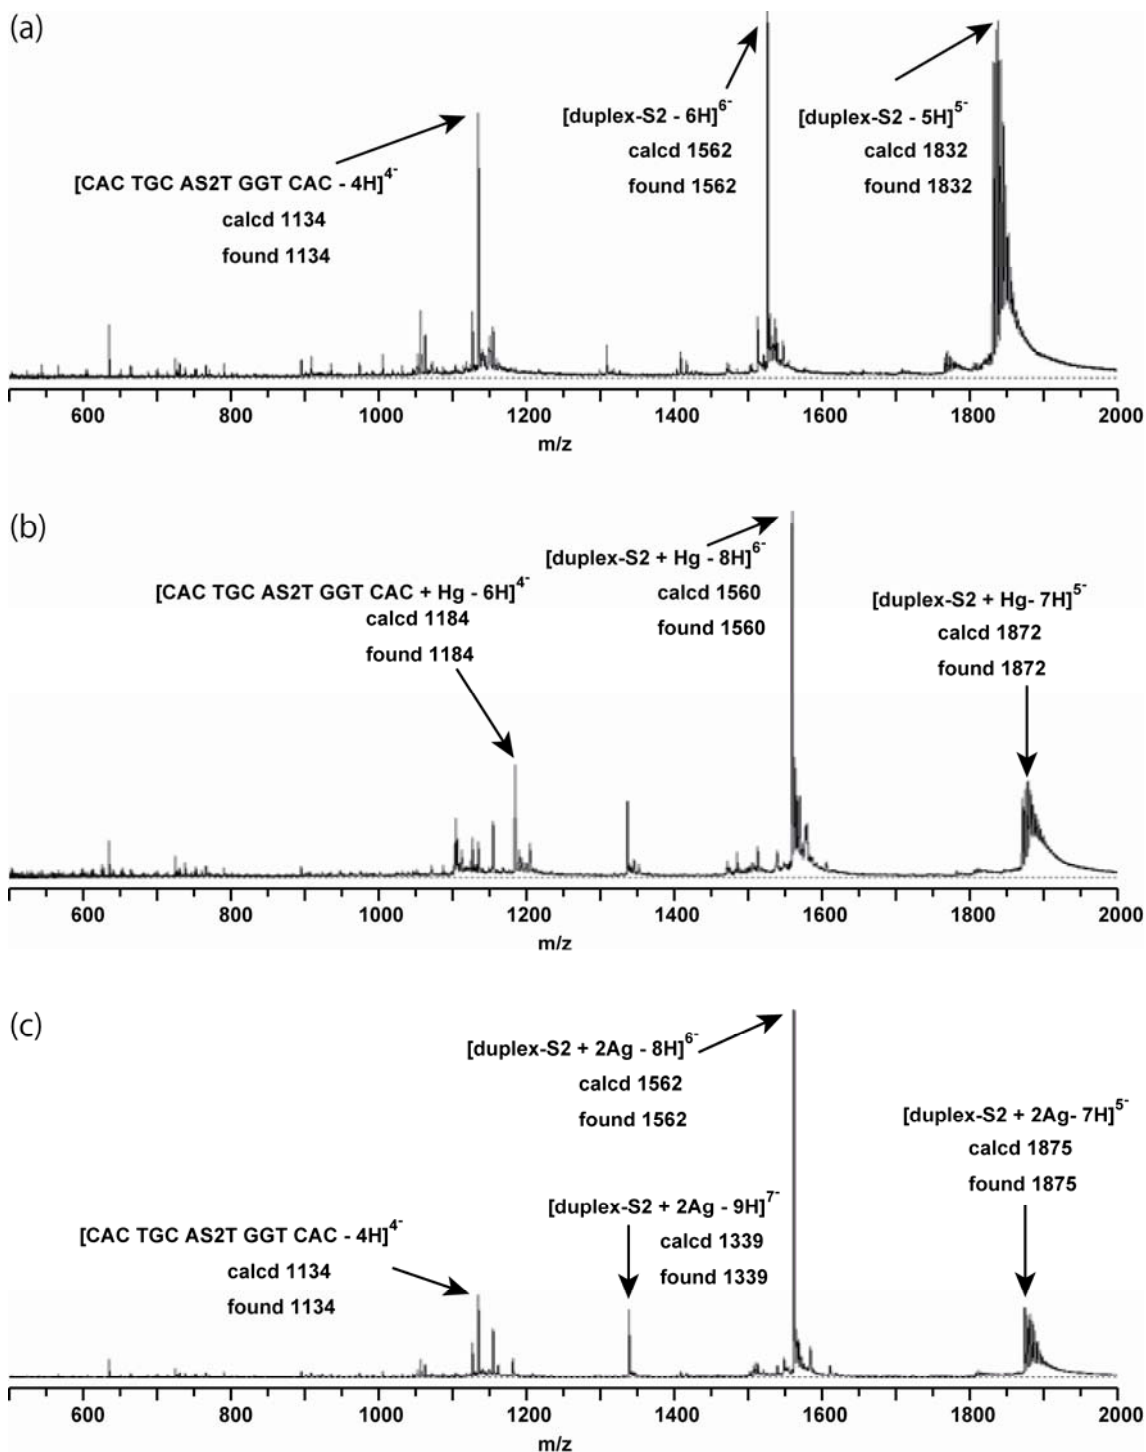 (a)
[CAC TGC AS2T GGT CAC - 4H]4-
calcd 1134
found 1134
[duplex-S2 - 6H]6-
calcd 1562
found 1562
[duplex-S2 - 5H]5-
calcd 1832
found 1832
600 800 1000 1200 1400 1600 1800 2000
m/z
(b)
[CAC TGC AS2T GGT CAC + Hg - 6H]4-
calcd 1184
found 1184
[duplex-S2 + Hg - 8H]6-
calcd 1560
found 1560
[duplex-S2 + Hg- 7H]5-
calcd 1872
found 1872
600 800 1000 1200 1400 1600 1800 2000
m/z
(c)
[CAC TGC AS2T GGT CAC - 4H]4-
calcd 1134
found 1134
[duplex-S2 + 2Ag - 8H]6-
calcd 1562
found 1562
[duplex-S2 + 2Ag - 9H]7-
calcd 1339
found 1339
[duplex-S2 + 2Ag- 7H]5-
calcd 1875
found 1875
600 800 1000 1200 1400 1600 1800 2000
m/z